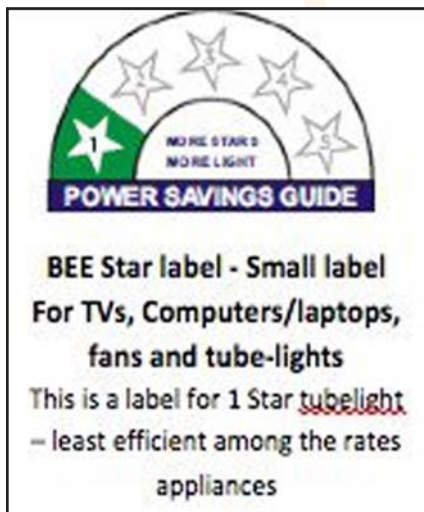 1 2 3 4 5
MORE STARS
MORE LIGHT
POWER SAVINGS GUIDE
BEE Star label - Small label
For TVs, Computers/laptops,
fans and tube-lights
This is a label for 1 Star tubelight
– least efficient among the rates
appliances